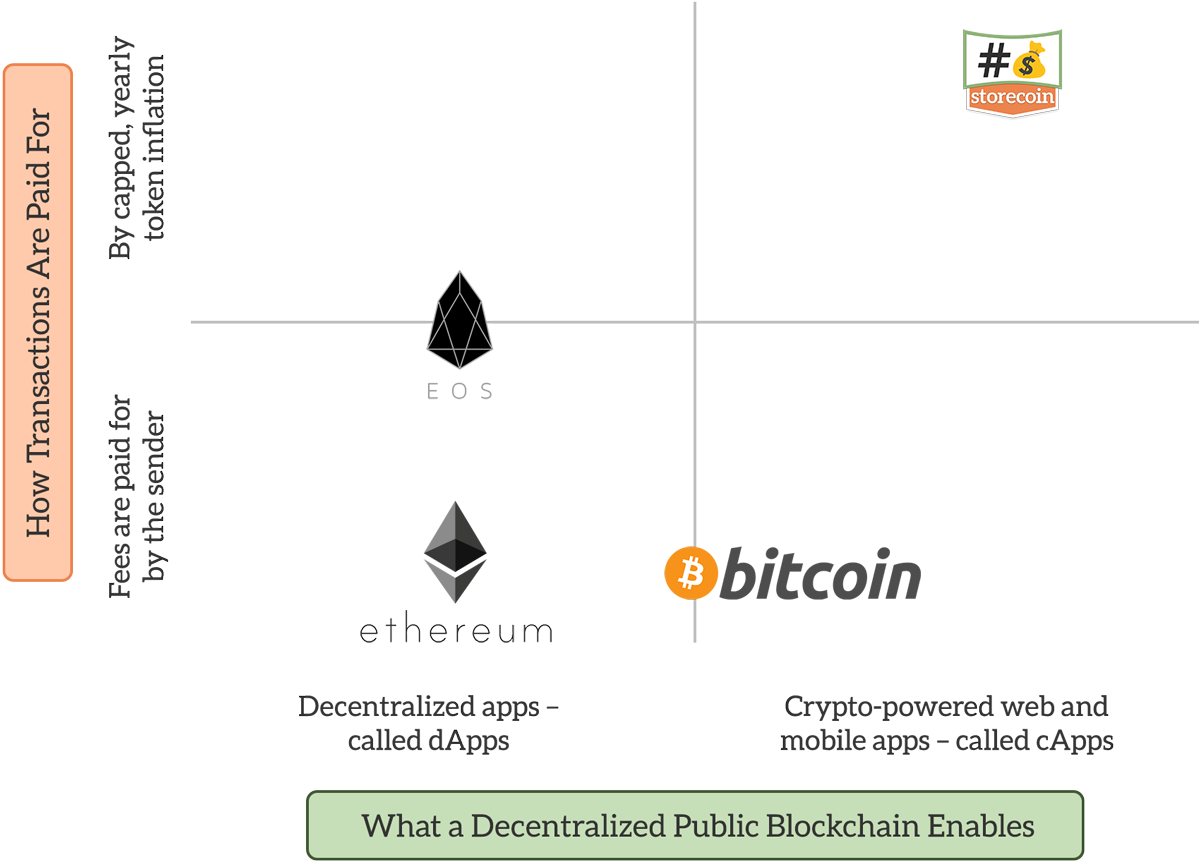 How Transactions Are Paid For
By capped, yearly
token inflation
Fees are paid for
by the sender
#$
storecoin
EOS
ethereum
bitcoin
Decentralized apps –
called dApps
Crypto-powered web and
mobile apps – called cApps
What a Decentralized Public Blockchain Enables